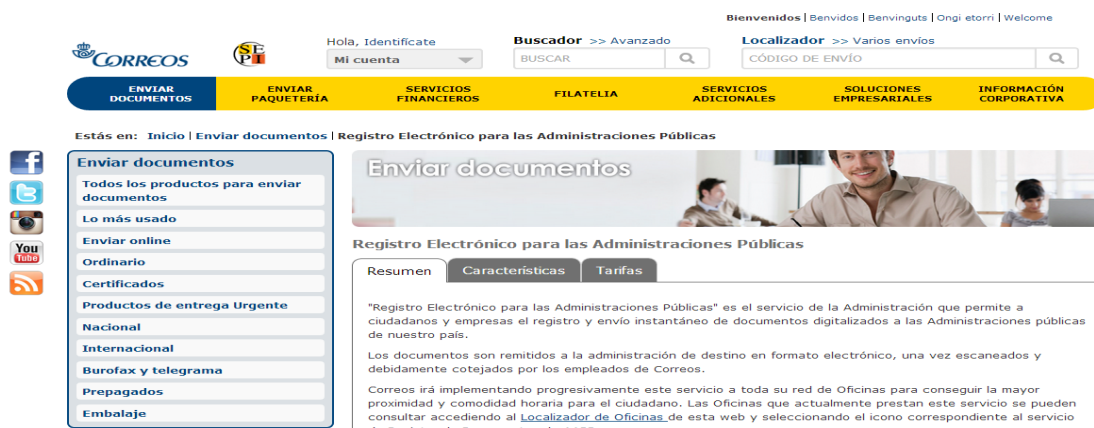 Bienvenidos | Benvidos | Benvinguts | Ongi etorri | Welcome
CORREOS
SEPI
Hola, Identifícate
Mi cuenta
Buscador >> Avanzado
BUSCAR
Localizador >> Varios envíos
CÓDIGO DE ENVÍO
ENVIAR DOCUMENTOS
ENVIAR PAQUETERÍA
SERVICIOS FINANCIEROS
FILATELIA
SERVICIOS ADICIONALES
SOLUCIONES EMPRESARIALES
INFORMACIÓN CORPORATIVA
Estás en: Inicio | Enviar documentos | Registro Electrónico para las Administraciones Públicas
You
Tube
Enviar documentos
Todos los productos para enviar
documentos
Lo más usado
Enviar online
Ordinario
Certificados
Productos de entrega Urgente
Nacional
Internacional
Burofax y telegrama
Prepagados
Embalaje
Enviar documentos
Registro Electrónico para las Administraciones Públicas
Resumen
Características
Tarifas
"Registro Electrónico para las Administraciones Públicas" es el servicio de la Administración que permite a
ciudadanos y empresas el registro y envío instantáneo de documentos digitalizados a las Administraciones públicas
de nuestro país.
Los documentos son remitidos a la administración de destino en formato electrónico, una vez escaneados y
debidamente cotejados por los empleados de Correos.
Correos irá implementando progresivamente este servicio a toda su red de Oficinas para conseguir la mayor
proximidad y comodidad horaria para el ciudadano. Las Oficinas que actualmente prestan este servicio se pueden
consultar accediendo al Localizador de Oficinas de esta web y seleccionando el icono correspondiente al servicio